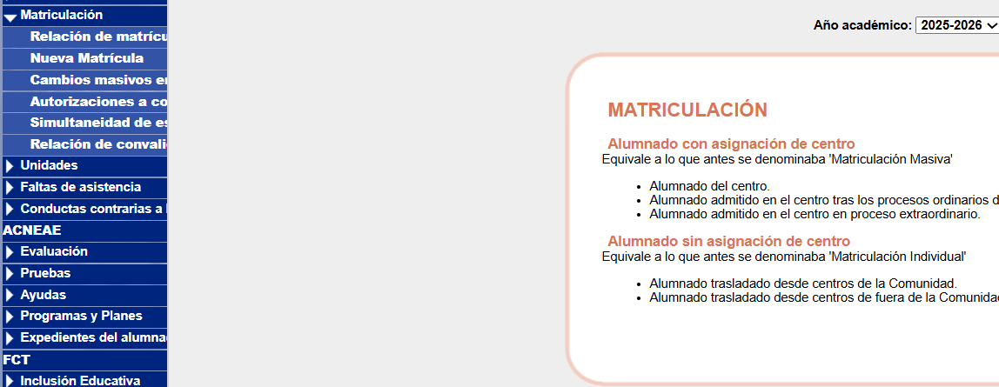 Matriculación
Relación de matrícu
Nueva Matrícula
Cambios masivos en
Autorizaciones a co
Simultaneidad de es
Relación de convali
Unidades
Faltas de asistencia
Conductas contrarias a l
ACNEAE
Evaluación
Pruebas
Ayudas
Programas y Planes
Expedientes del alumna
FCT
Inclusión Educativa
Año académico: 2025-2026
MATRICULACIÓN
Alumnado con asignación de centro
Equivale a lo que antes se denominaba 'Matriculación Masiva'
• Alumnado del centro.
• Alumnado admitido en el centro tras los procesos ordinarios d
• Alumnado admitido en el centro en proceso extraordinario.
Alumnado sin asignación de centro
Equivale a lo que antes se denominaba 'Matriculación Individual'
• Alumnado trasladado desde centros de la Comunidad.
• Alumnado trasladado desde centros de fuera de la Comunidad